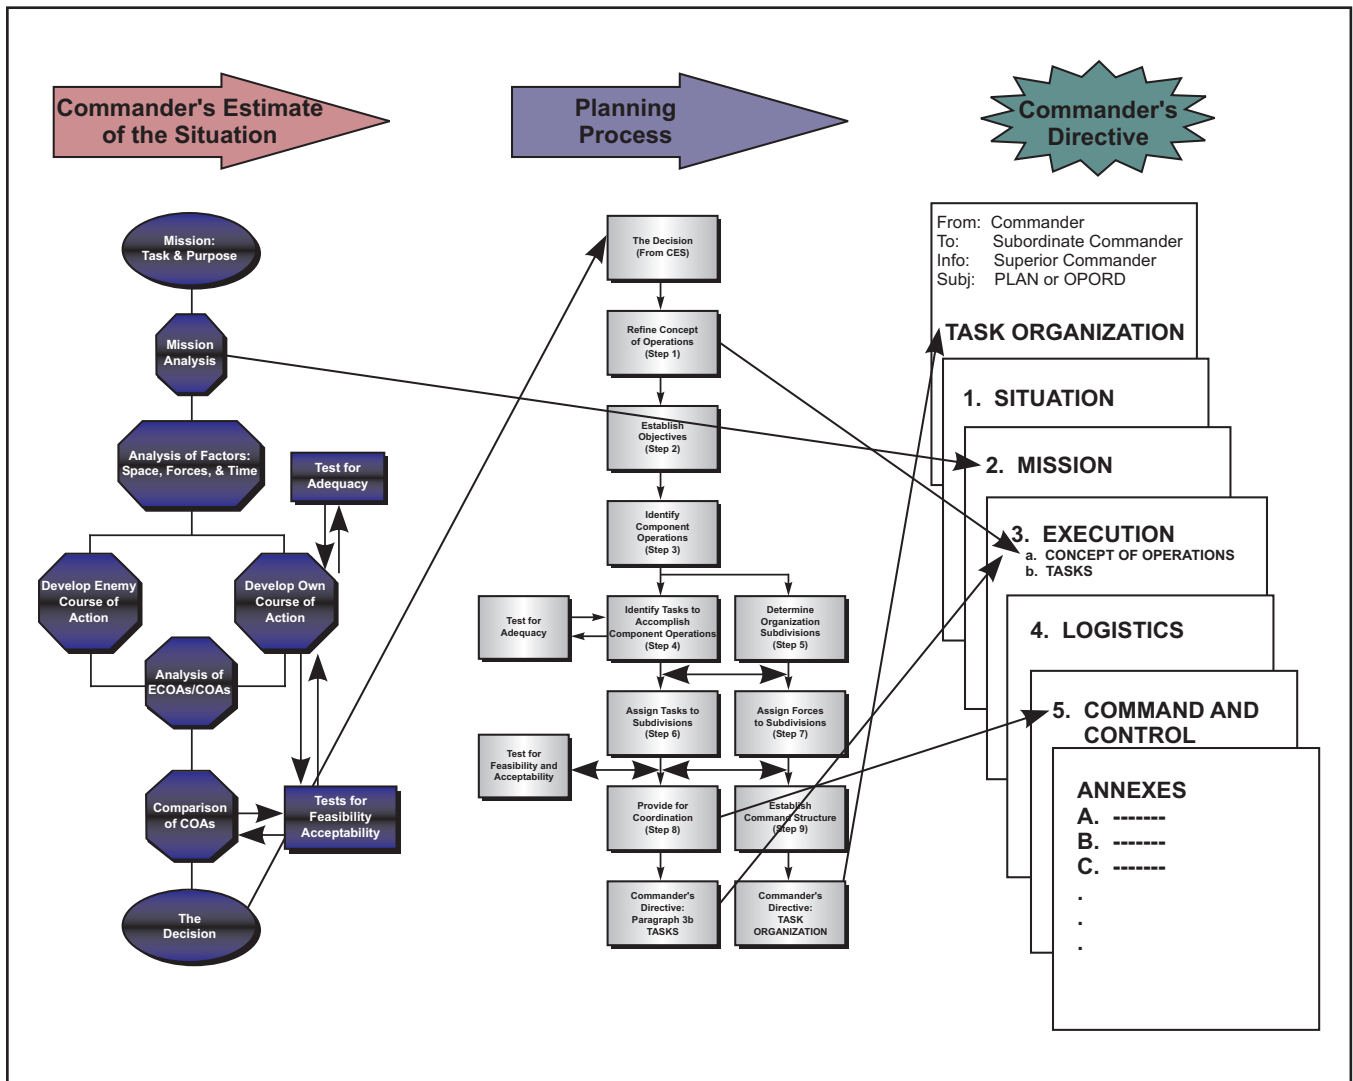 Commander's Estimate
of the Situation
Planning
Process
Commander's
Directive
Mission:
Task & Purpose
Mission
Analysis
Analysis of Factors:
Space, Forces, & Time
Test for
Adequacy
Develop Enemy
Course of
Action
Develop Own
Course of
Action
Analysis of
ECOAs/COAs
Comparison
of COAs
Tests for
Feasibility
Acceptability
The
Decision
The Decision
(From CES)
Refine Concept
of Operations
(Step 1)
Establish
Objectives
(Step 2)
Identify
Component
Operations
(Step 3)
Test for
Adequacy
Identify Tasks to
Accomplish
Component Operations
(Step 4)
Determine
Organization
Subdivisions
(Step 5)
Assign Tasks to
Subdivisions
(Step 6)
Assign Forces
to Subdivisions
(Step 7)
Test for
Feasibility and
Acceptability
Provide for
Coordination
(Step 8)
Establish
Command Structure
(Step 9)
Commander's
Directive:
Paragraph 3b
TASKS
Commander's
Directive:
TASK
ORGANIZATION
From: Commander
To: Subordinate Commander
Info: Superior Commander
Subj: PLAN or OPORD
TASK ORGANIZATION
1. SITUATION
2. MISSION
3. EXECUTION
a. CONCEPT OF OPERATIONS
b. TASKS
4. LOGISTICS
5. COMMAND AND
CONTROL
ANNEXES
A. -------
B. -------
C. -------
.
.
.